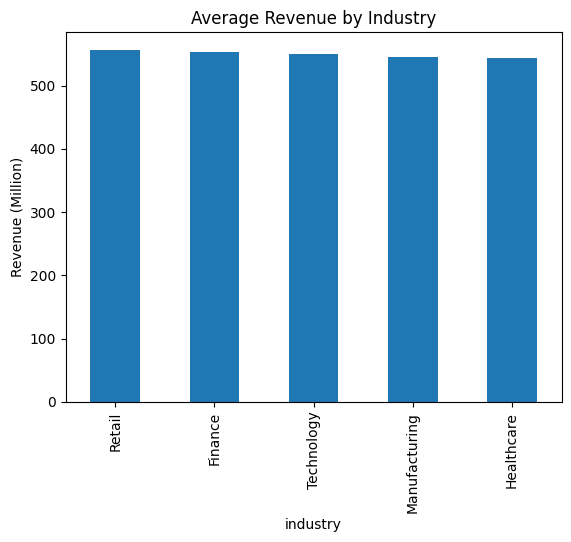 Average Revenue by Industry
Revenue (Million)
500
400
300
200
100
0
Retail
Finance
Technology
Manufacturing
Healthcare
industry